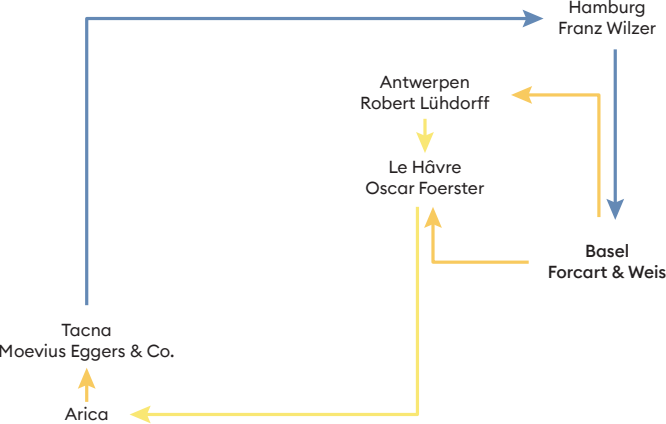 Hamburg
Franz Wilzer
Antwerpen
Robert Lühdorff
Le Hâvre
Oscar Foerster
Basel
Forcart & Weis
Tacna
Moevius Eggers & Co.
Arica